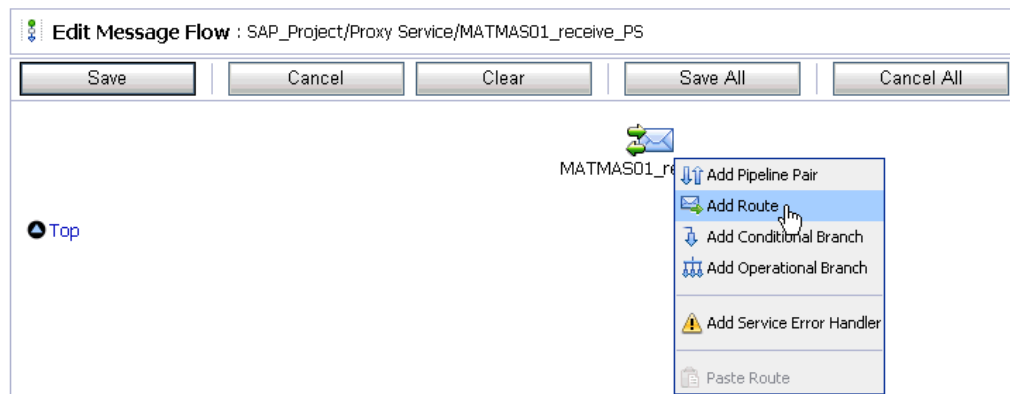 Edit Message Flow : SAP_Project/Proxy Service/MATMAS01_receive_PS
Save Cancel Clear Save All Cancel All
MATMAS01_re
Add Pipeline Pair
Add Route
Top
Add Conditional Branch
Add Operational Branch
Add Service Error Handler
Paste Route